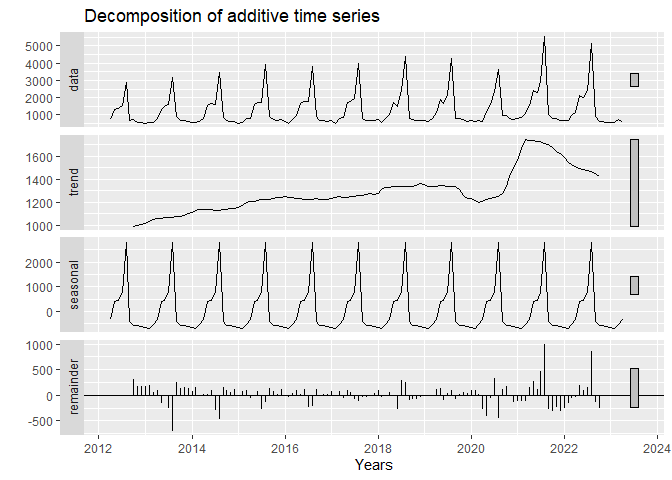 Decomposition of additive time series
5000
4000
3000
2000
1000
data
1600
1400
1200
1000
trend
2000
1000
0
seasonal
1000
500
0
-500
remainder
2012 2014 2016 2018 2020 2022 2024
Years